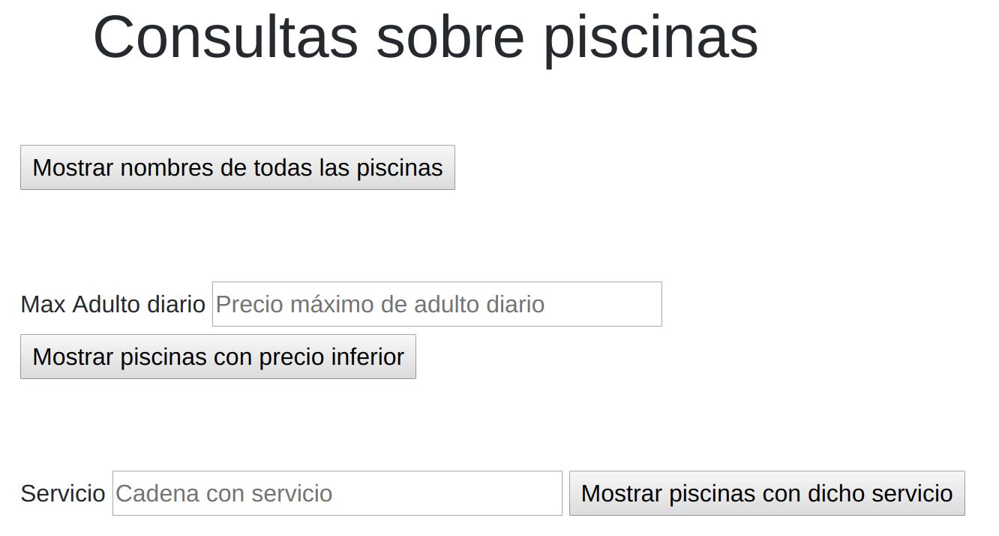 Consultas sobre piscinas
Mostrar nombres de todas las piscinas
Max Adulto diario Precio máximo de adulto diario
Mostrar piscinas con precio inferior
Servicio Cadena con servicio Mostrar piscinas con dicho servicio